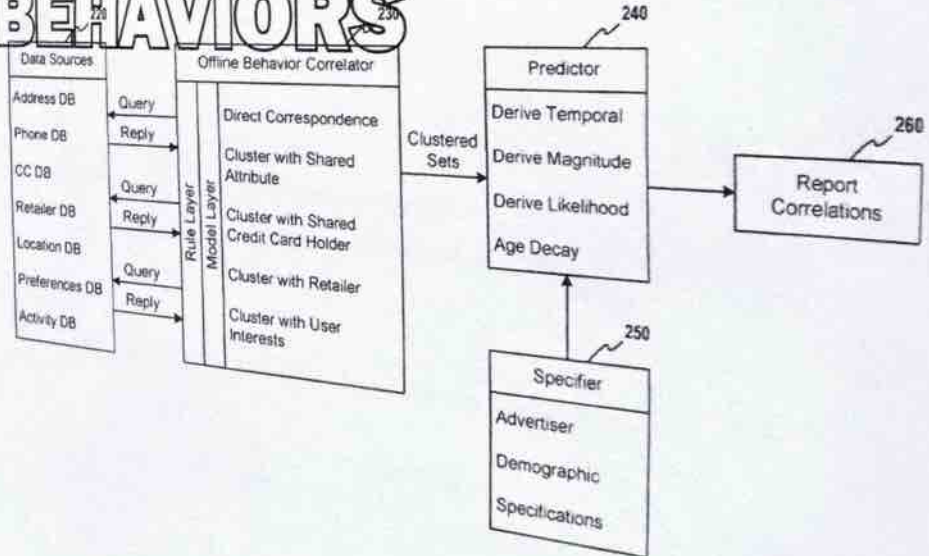 BEHAVIORS
220
230
240
Data Sources
Address DB
Phone DB
CC DB
Retailer DB
Location DB
Preferences DB
Activity DB
Query
Reply
Query
Reply
Query
Reply
Offline Behavior Correlator
Rule Layer
Model Layer
Direct Correspondence
Cluster with Shared
Attribute
Cluster with Shared
Credit Card Holder
Cluster with Retailer
Cluster with User
Interests
Clustered
Sets
Predictor
Derive Temporal
Derive Magnitude
Derive Likelihood
Age Decay
260
Report
Correlations
250
Specifier
Advertiser
Demographic
Specifications